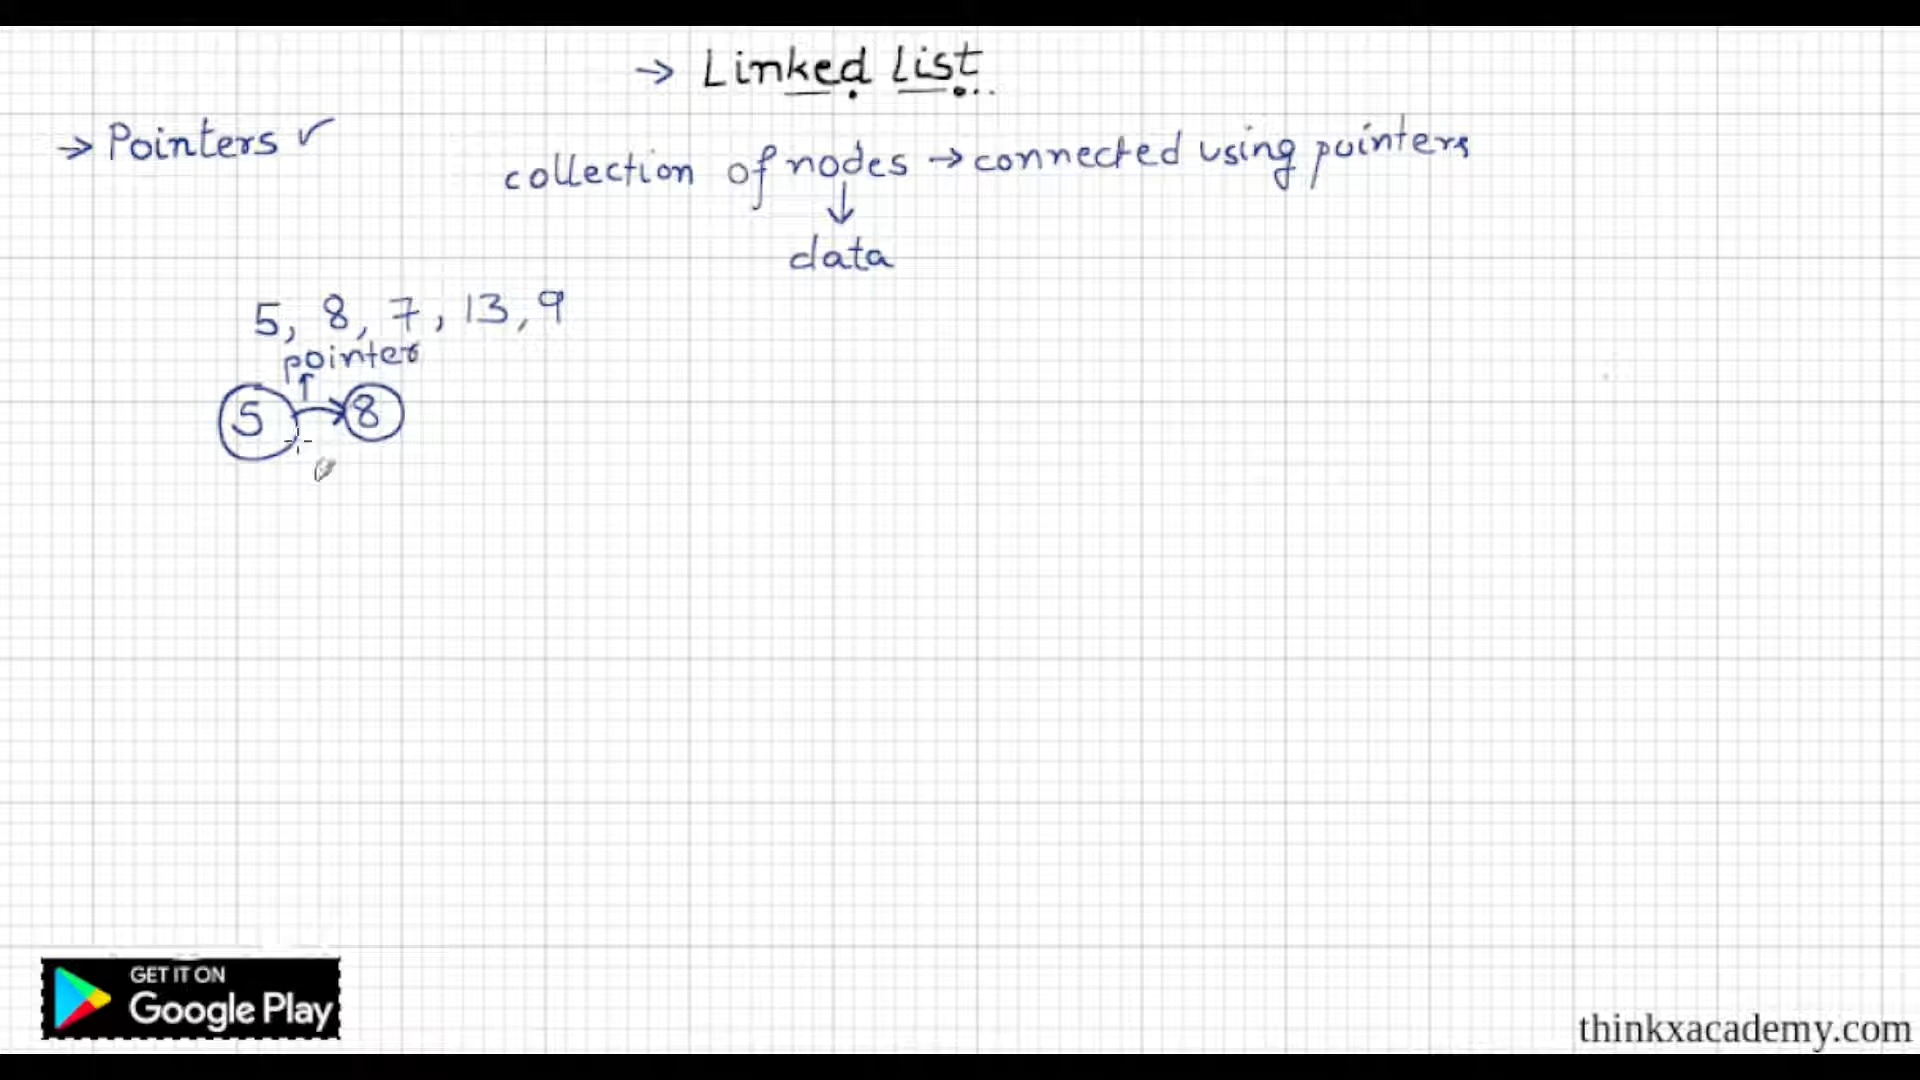 → Linked List
→ Pointers ✓
collection of nodes → connected using pointers
↓
data
5, 8, 7, 13, 9
pointer
5 → 8
GET IT ON
Google Play
thinkxacademy.com